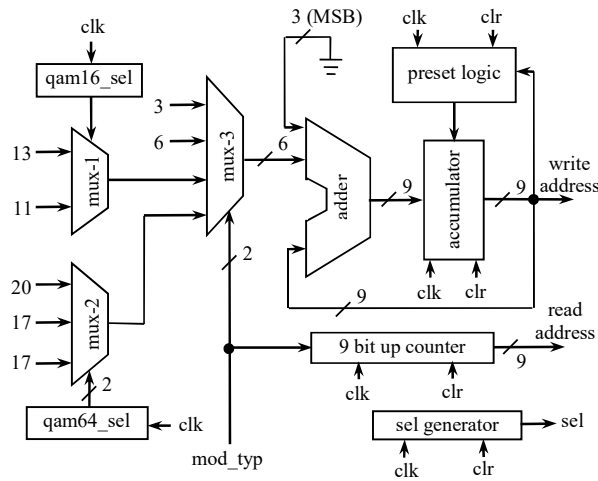 3 (MSB)
clk
clk
clr
qam16_sel
preset logic
3
6
mux-3
6
13
11
mux-1
adder
9
accumulator
9
write
address
2
20
17
17
mux-2
clk
clr
9
read
address
9 bit up counter
9
2
clk
clr
qam64_sel
clk
sel generator
sel
mod_typ
clk
clr